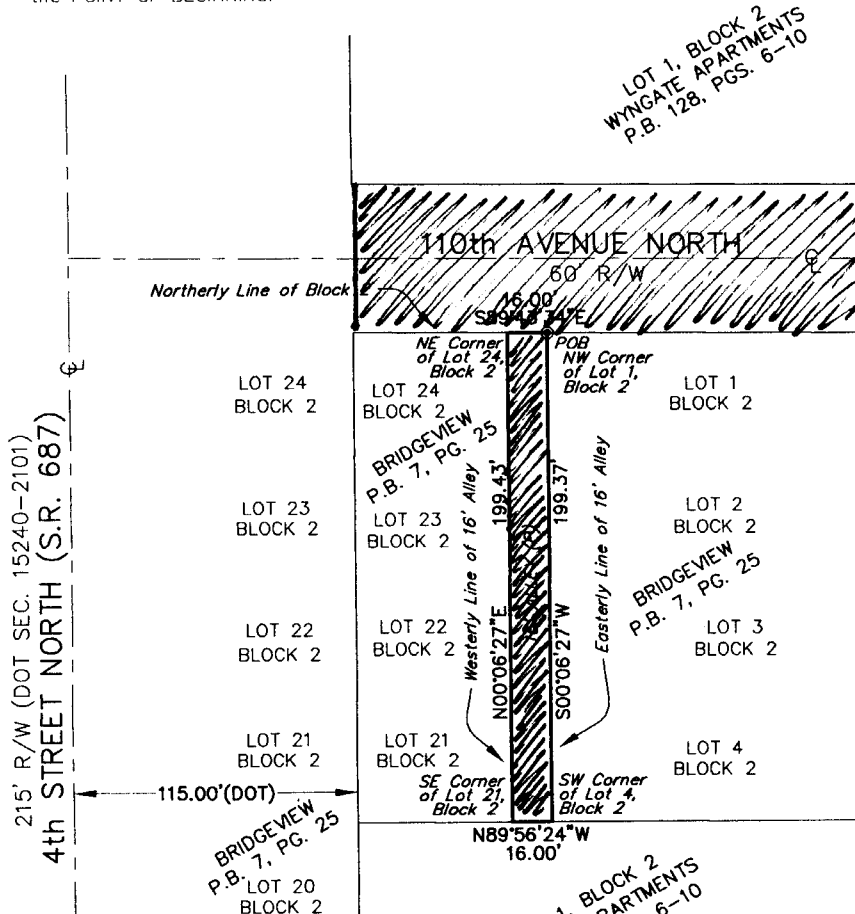 LOT 1, BLOCK 2
WYNGATE APARTMENTS
P.B. 128, PGS. 6-10
110th AVENUE NORTH
60' R/W
Northerly Line of Block
16.00'
NE Corner
of Lot 24,
Block 2
POB
NW Corner
of Lot 1,
Block 2
LOT 24
BLOCK 2
LOT 24
BLOCK 2
LOT 1
BLOCK 2
BRIDGEVIEW
P.B. 7, PG. 25
215' R/W (DOT SEC. 15240-2101)
4th STREET NORTH (S.R. 687)
LOT 23
BLOCK 2
LOT 23
BLOCK 2
Westerly Line of 16' Alley
199.43'
N00°06'27"E
199.37'
S00°06'27"W
Easterly Line of 16' Alley
LOT 2
BLOCK 2
BRIDGEVIEW
P.B. 7, PG. 25
LOT 22
BLOCK 2
LOT 22
BLOCK 2
LOT 3
BLOCK 2
LOT 21
BLOCK 2
LOT 21
BLOCK 2
LOT 4
BLOCK 2
SE Corner
of Lot 21,
Block 2
SW Corner
of Lot 4,
Block 2
115.00'(DOT)
N89°56'24"W
16.00'
BRIDGEVIEW
P.B. 7, PG. 25
LOT 20
BLOCK 2
1, BLOCK 2
ARTMENTS
6-10